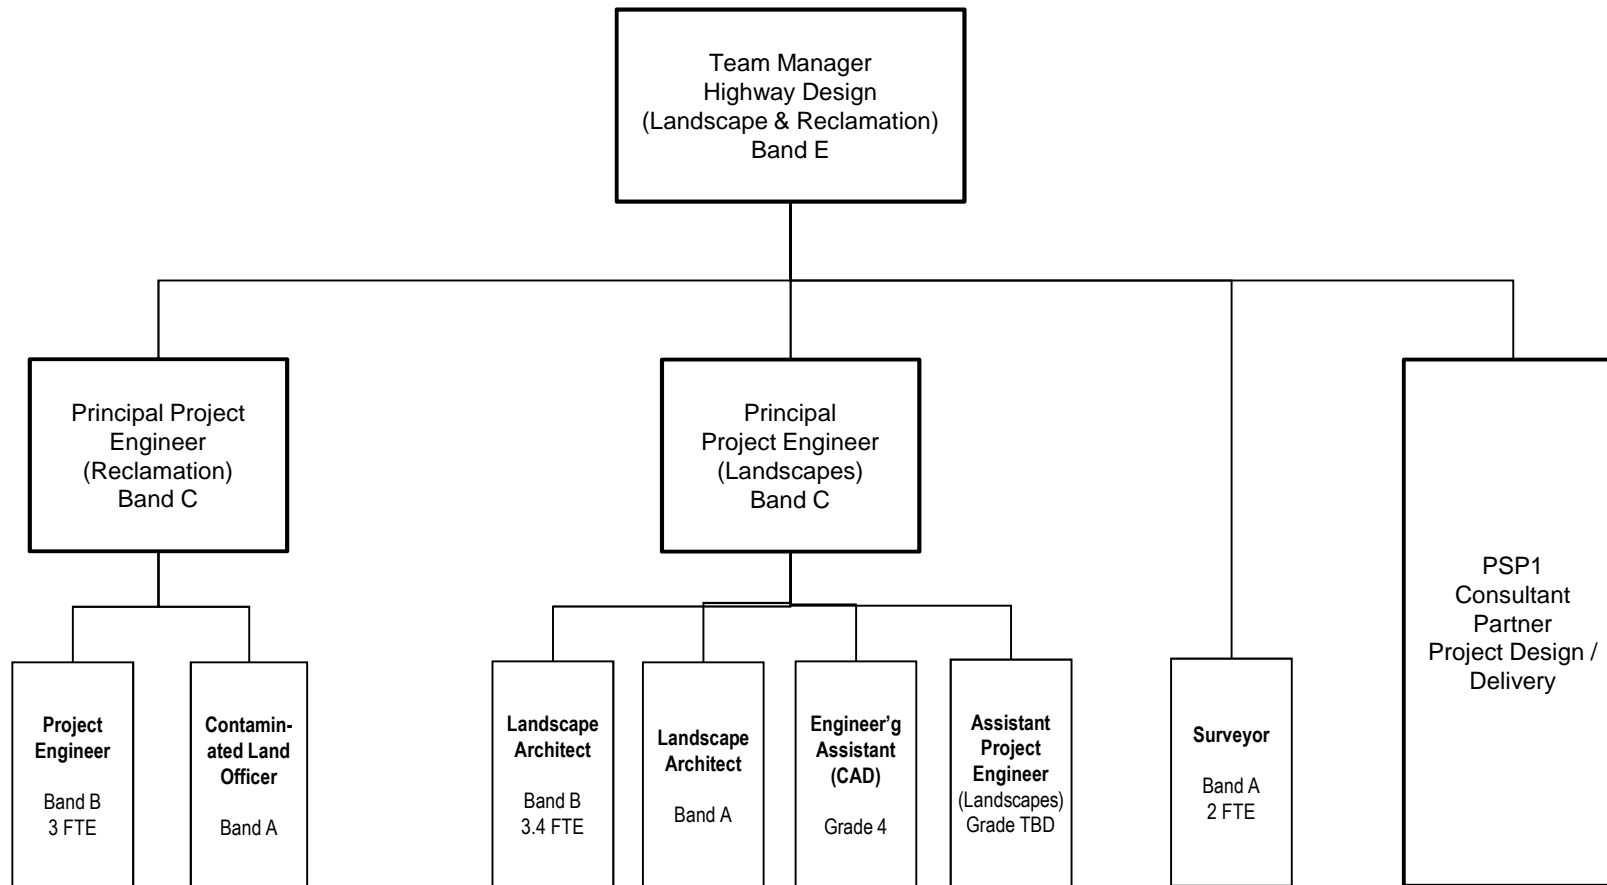 Team Manager
Highway Design
(Landscape & Reclamation)
Band E
Principal Project
Engineer
(Reclamation)
Band C
Principal
Project Engineer
(Landscapes)
Band C
PSP1
Consultant
Partner
Project Design /
Delivery
Project
Engineer
Band B
3 FTE
Contamin-
ated Land
Officer
Band A
Landscape
Architect
Band B
3.4 FTE
Landscape
Architect
Band A
Engineer’g
Assistant
(CAD)
Grade 4
Assistant
Project
Engineer
(Landscapes)
Grade TBD
Surveyor
Band A
2 FTE